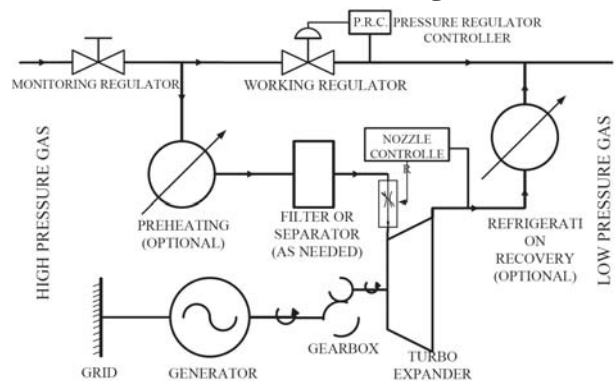 P.R.C.
PRESSURE REGULATOR
CONTROLLER
MONITORING REGULATOR
WORKING REGULATOR
HIGH PRESSURE GAS
LOW PRESSURE GAS
NOZZLE
CONTROLLE
R
PREHEATING
(OPTIONAL)
FILTER OR
SEPARATOR
(AS NEEDED)
REFRIGERATI
ON
RECOVERY
(OPTIONAL)
GRID
GENERATOR
GEARBOX
TURBO
EXPANDER